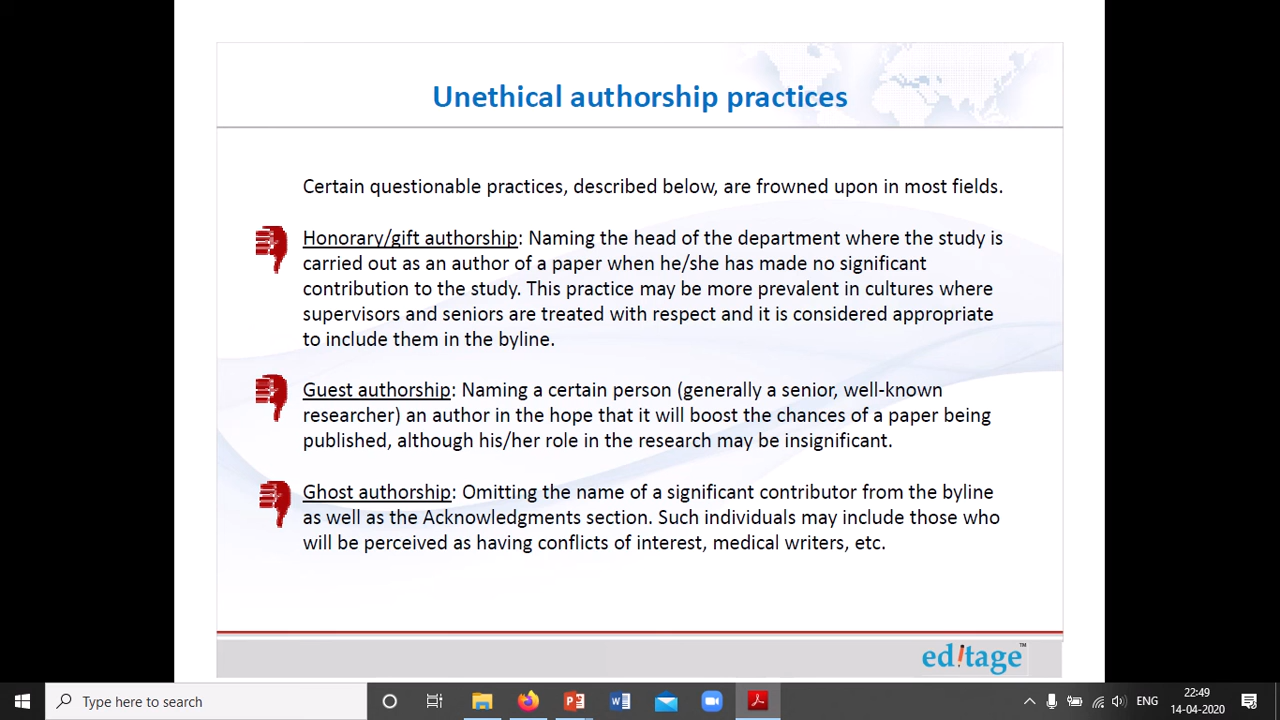 Unethical authorship practices
Certain questionable practices, described below, are frowned upon in most fields.
Honorary/gift authorship: Naming the head of the department where the study is
carried out as an author of a paper when he/she has made no significant
contribution to the study. This practice may be more prevalent in cultures where
supervisors and seniors are treated with respect and it is considered appropriate
to include them in the byline.
Guest authorship: Naming a certain person (generally a senior, well-known
researcher) an author in the hope that it will boost the chances of a paper being
published, although his/her role in the research may be insignificant.
Ghost authorship: Omitting the name of a significant contributor from the byline
as well as the Acknowledgments section. Such individuals may include those who
will be perceived as having conflicts of interest, medical writers, etc.
editage™
Type here to search
ENG
22:49
14-04-2020